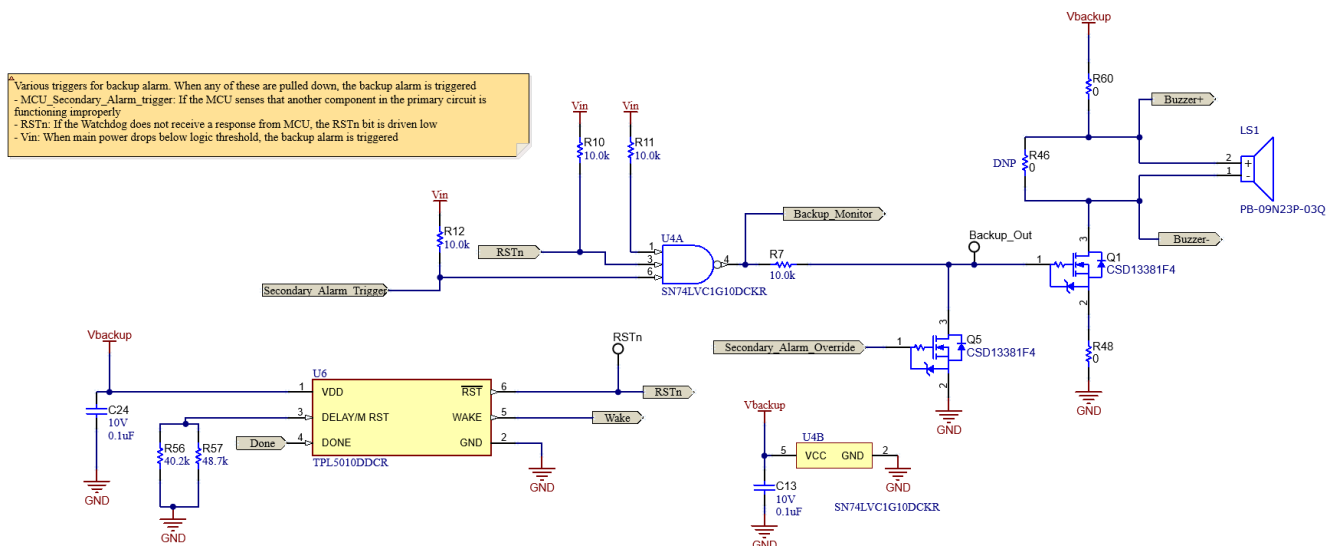 Various triggers for backup alarm. When any of these are pulled down, the backup alarm is triggered
- MCU_Secondary_Alarm_trigger: If the MCU senses that another component in the primary circuit is
functioning improperly
- RSTn: If the Watchdog does not receive a response from MCU, the RSTn bit is driven low
- Vin: When main power drops below logic threshold, the backup alarm is triggered
Vin
R10
10.0k
Vin
R11
10.0k
Vin
R12
10.0k
RSTn
Secondary_Alarm_Trigger
U4A
1
3
6
4
SN74LVC1G10DCKR
Backup_Monitor
R7
10.0k
Backup_Out
Vbackup
R60
0
Buzzer+
DNP
R46
0
LS1
2
1
+
-
PB-09N23P-03Q
Buzzer-
3
1
Q1
CSD13381F4
2
R48
0
GND
Secondary_Alarm_Override
3
1
Q5
CSD13381F4
2
GND
Vbackup
C24
10V
0.1uF
GND
R56
40.2k
R57
48.7k
GND
Done
U6
1 VDD
3 DELAY/M RST
4 DONE
RST 6
WAKE 5
GND 2
TPL5010DDCR
RSTn
RSTn
Wake
GND
Vbackup
U4B
5 VCC GND 2
GND
C13
10V
0.1uF
SN74LVC1G10DCKR
GND